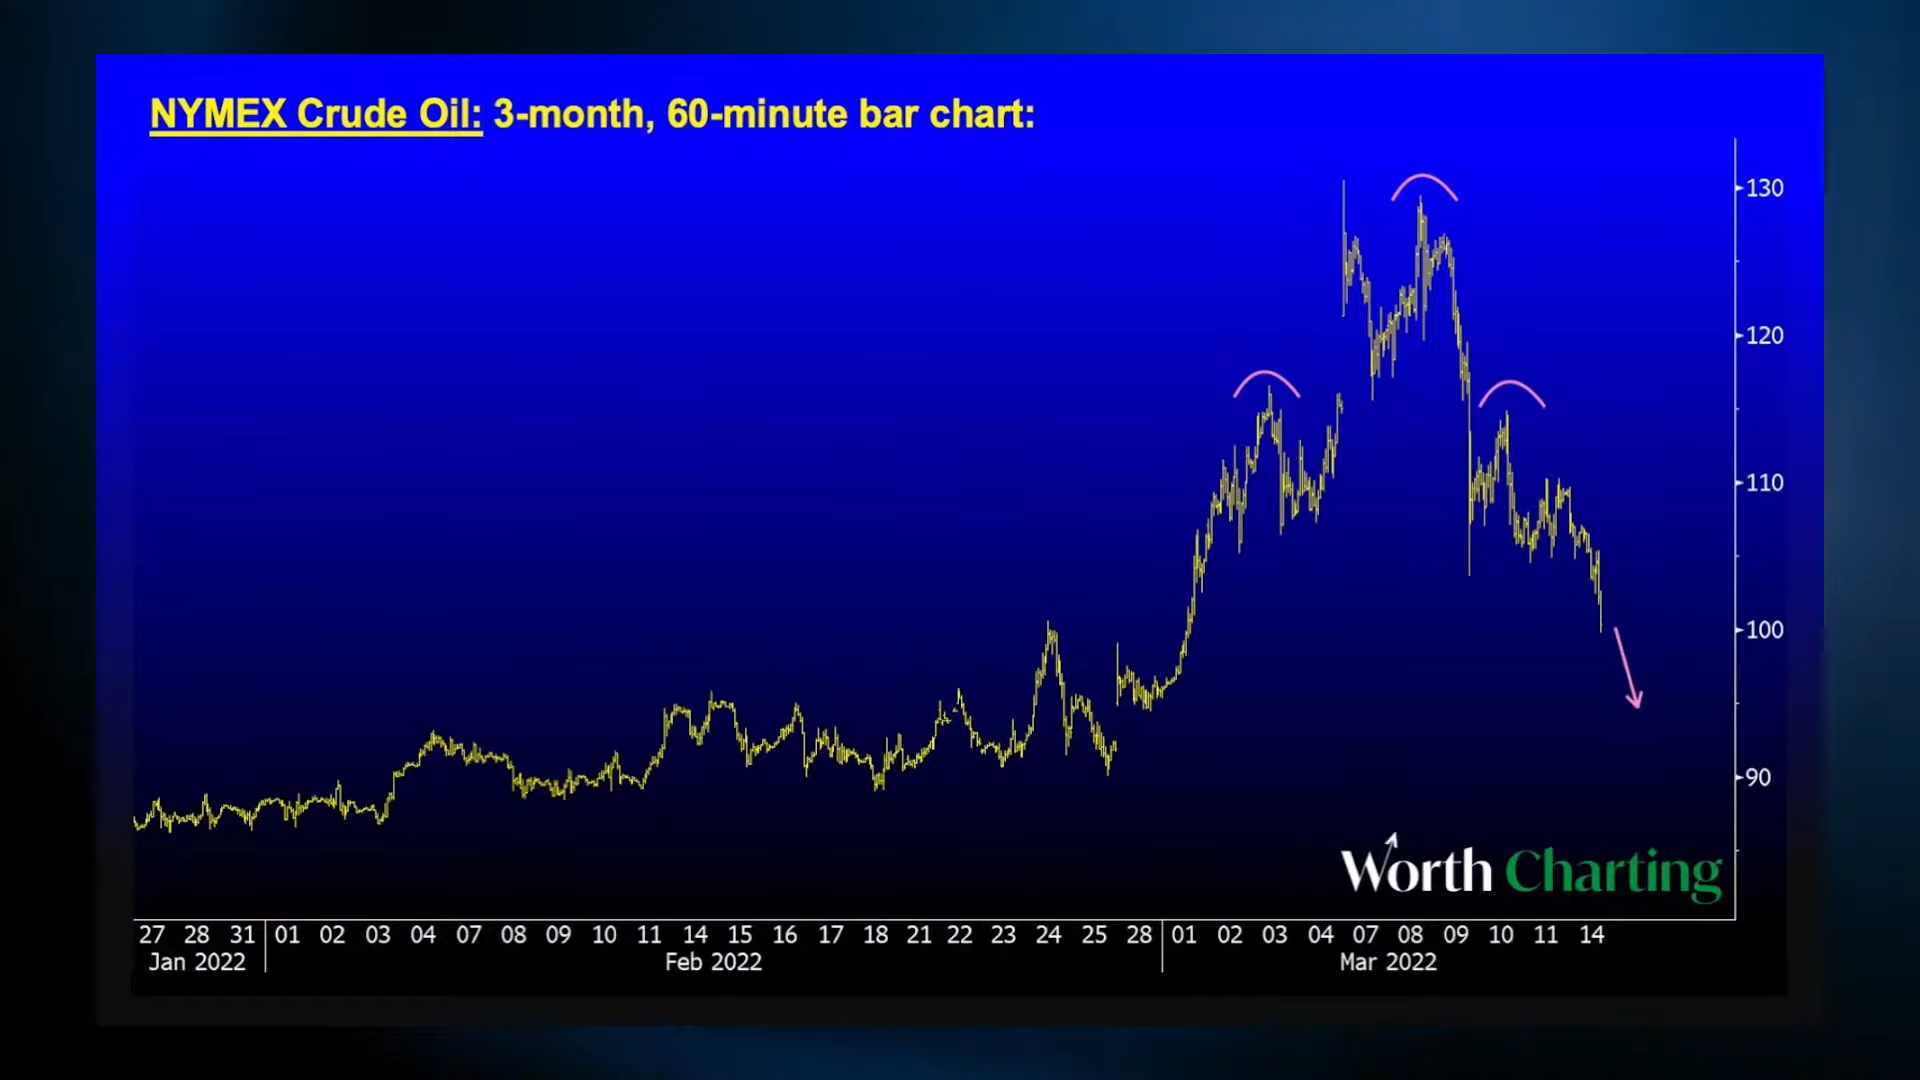 NYMEX Crude Oil: 3-month, 60-minute bar chart:
130
120
110
100
90
Worth Charting
27 28 31 01 02 03 04 07 08 09 10 11 14 15 16 17 18 21 22 23 24 25 28 01 02 03 04 07 08 09 10 11 14
Jan 2022 Feb 2022 Mar 2022